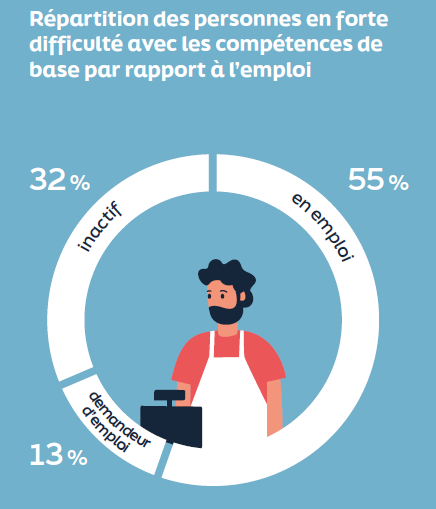 Répartition des personnes en forte
difficulté avec les compétences de
base par rapport à l'emploi
32 %
55 %
inactif
en emploi
demandeur
d'emploi
13 %